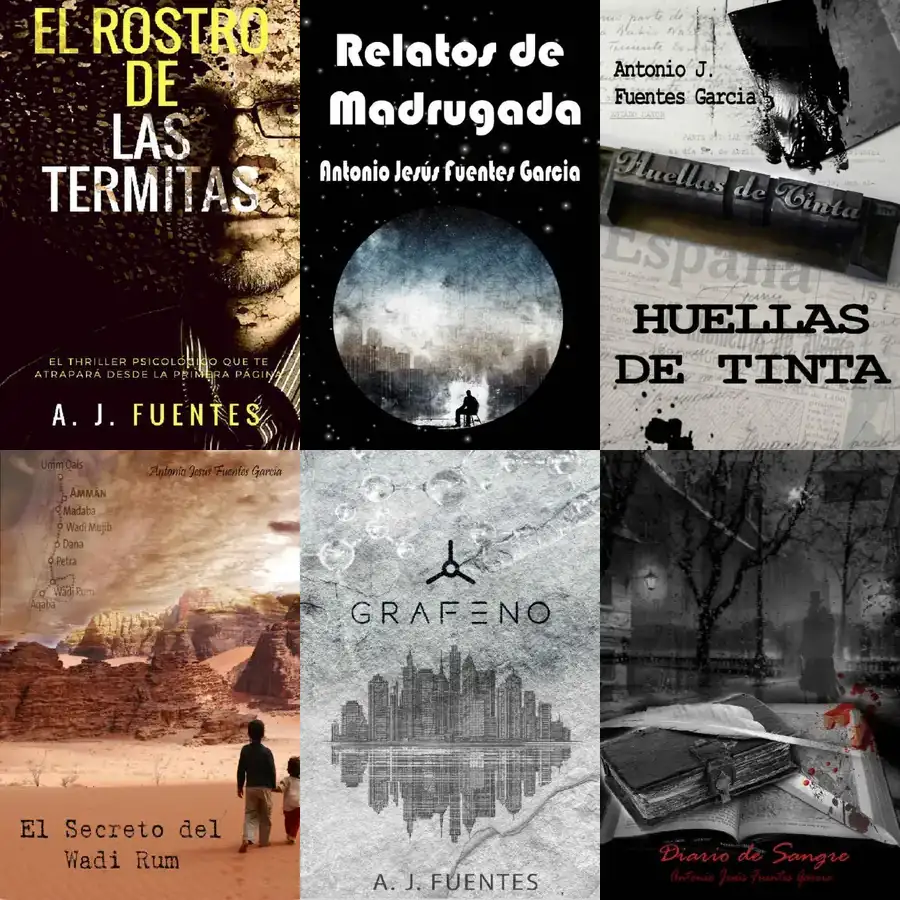 EL ROSTRO
DE
LAS
TERMITAS
EL THRILLER PSICOLÓGICO QUE TE
ATRAPARÁ DESDE LA PRIMERA PÁGINA
A. J. FUENTES
Relatos de
Madrugada
Antonio Jesús Fuentes Garcia
Antonio J.
Fuentes Garcia
Huellas de Tinta
España
HUELLAS
DE TINTA
Umm Qais
AMMAN
Madaba
Wadi Mujib
Dana
Petra
Wadi Rum
Aqaba
Antonio Jesús Fuentes García
El Secreto del
Wadi Rum
GRAFENO
A. J. FUENTES
Diario de Sangre
Antonio Jesús Fuentes García